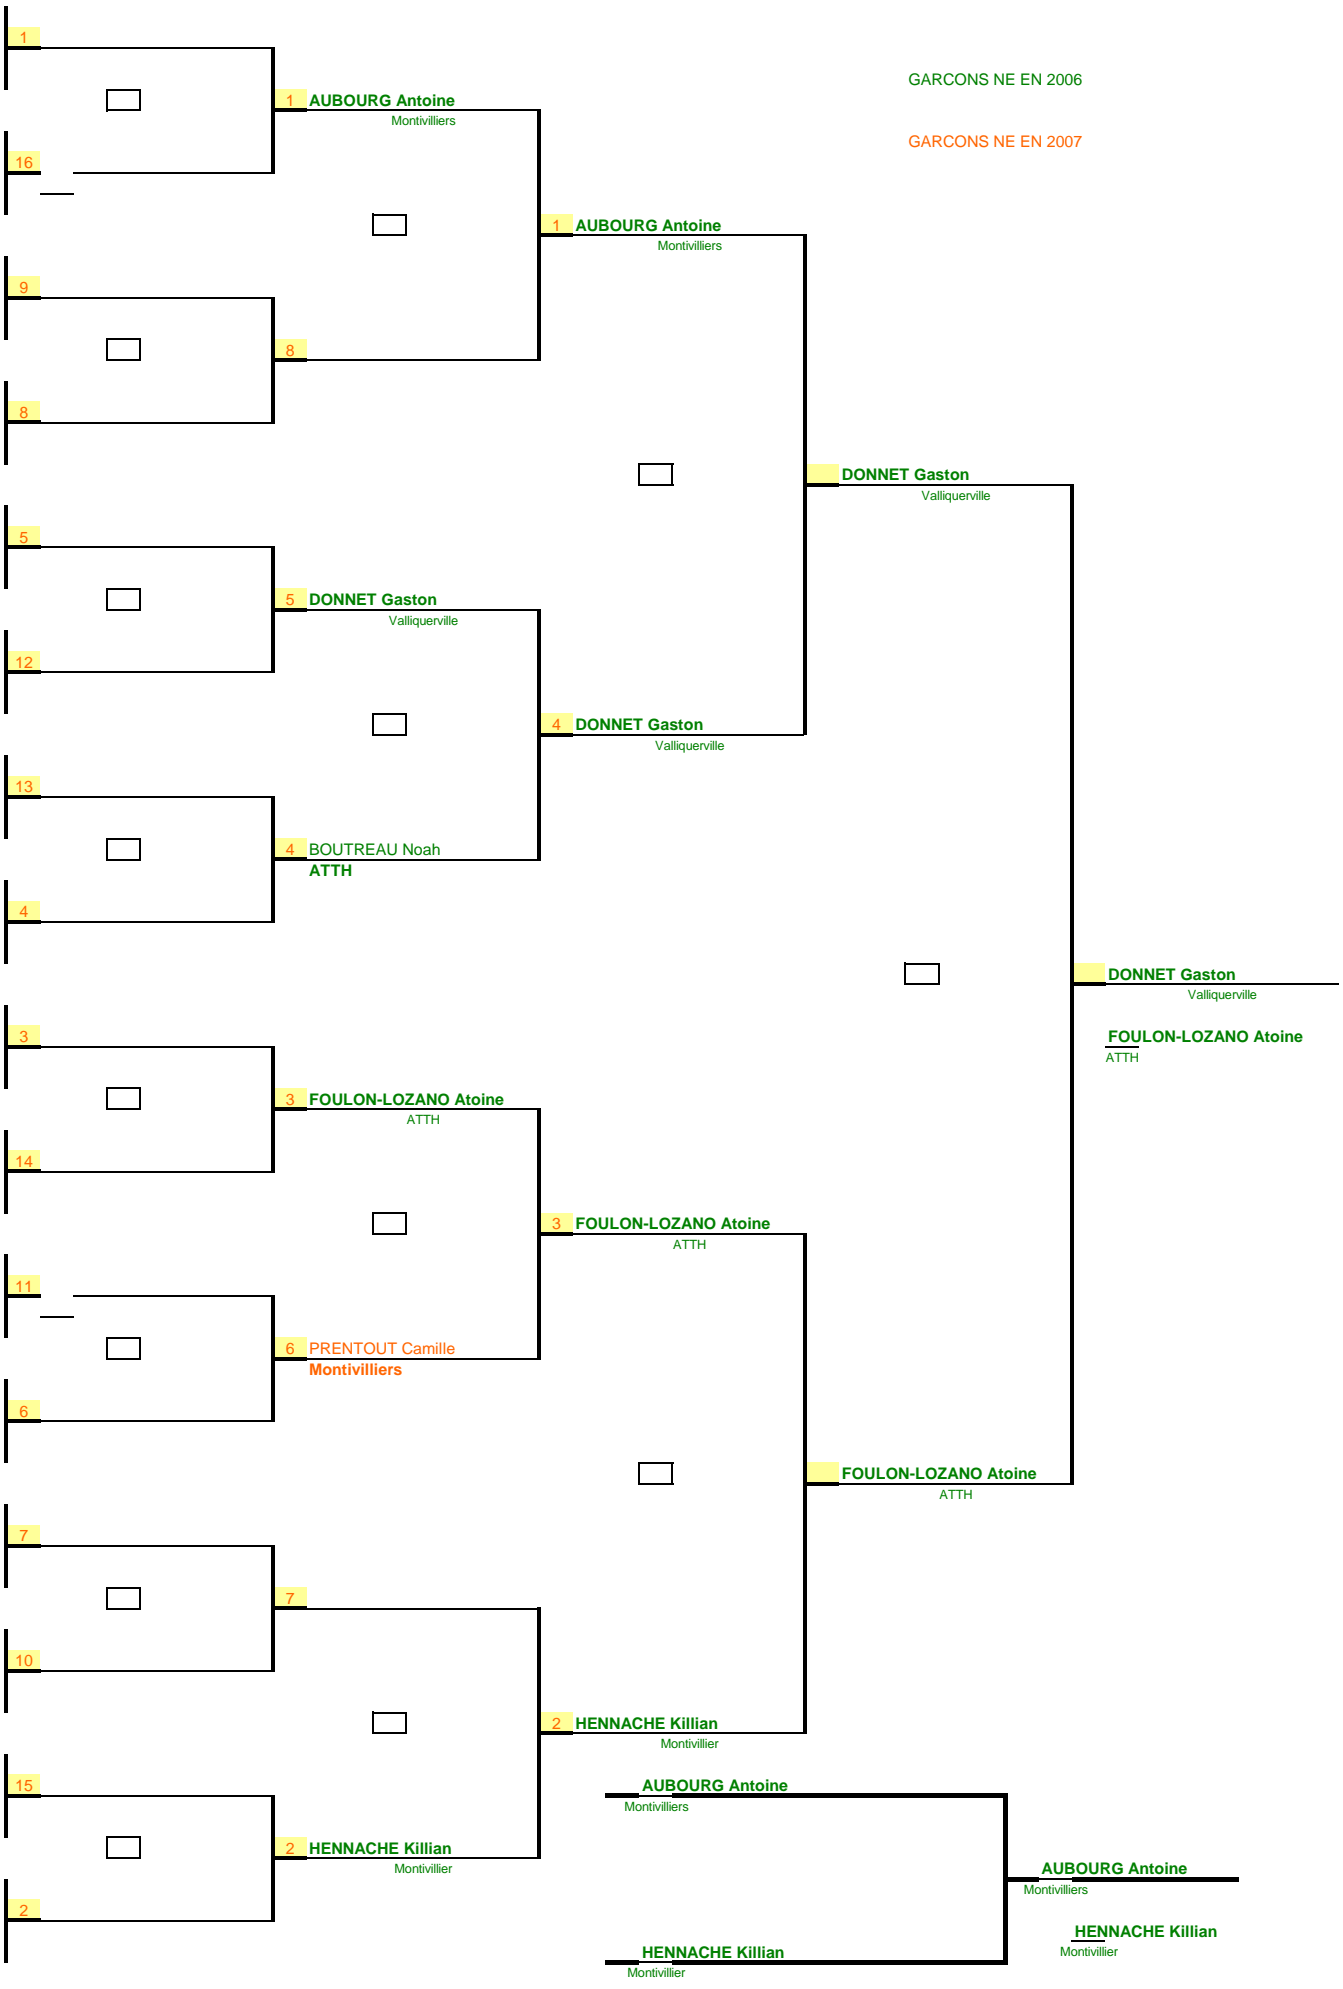 1
GARCONS NE EN 2006
1 AUBOURG Antoine
Montivilliers
GARCONS NE EN 2007
16
1 AUBOURG Antoine
Montivilliers
9
8
8
DONNET Gaston
Valliquerville
5
5 DONNET Gaston
Valliquerville
12
4 DONNET Gaston
Valliquerville
13
4 BOUTREAU Noah
ATTH
4
DONNET Gaston
Valliquerville
3
FOULON-LOZANO Atoine
ATTH
3 FOULON-LOZANO Atoine
ATTH
14
3 FOULON-LOZANO Atoine
ATTH
11
6 PRENTOUT Camille
Montivilliers
6
FOULON-LOZANO Atoine
ATTH
7
7
10
2 HENNACHE Killian
Montivillier
15
AUBOURG Antoine
Montivilliers
2 HENNACHE Killian
Montivillier
AUBOURG Antoine
Montivilliers
2
HENNACHE Killian
Montivillier
HENNACHE Killian
Montivillier